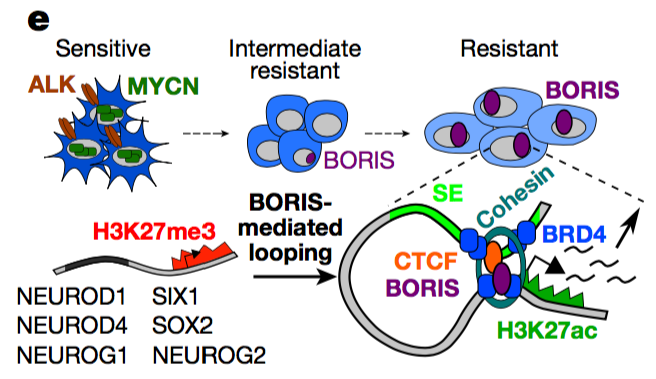 e
Sensitive
Intermediate
resistant
Resistant
ALK
MYCN
BORIS
BORIS
H3K27me3
NEUROD1 SIX1
NEUROD4 SOX2
NEUROG1 NEUROG2
BORIS-
mediated
looping
SE
Cohesin
BRD4
CTCF
BORIS
H3K27ac